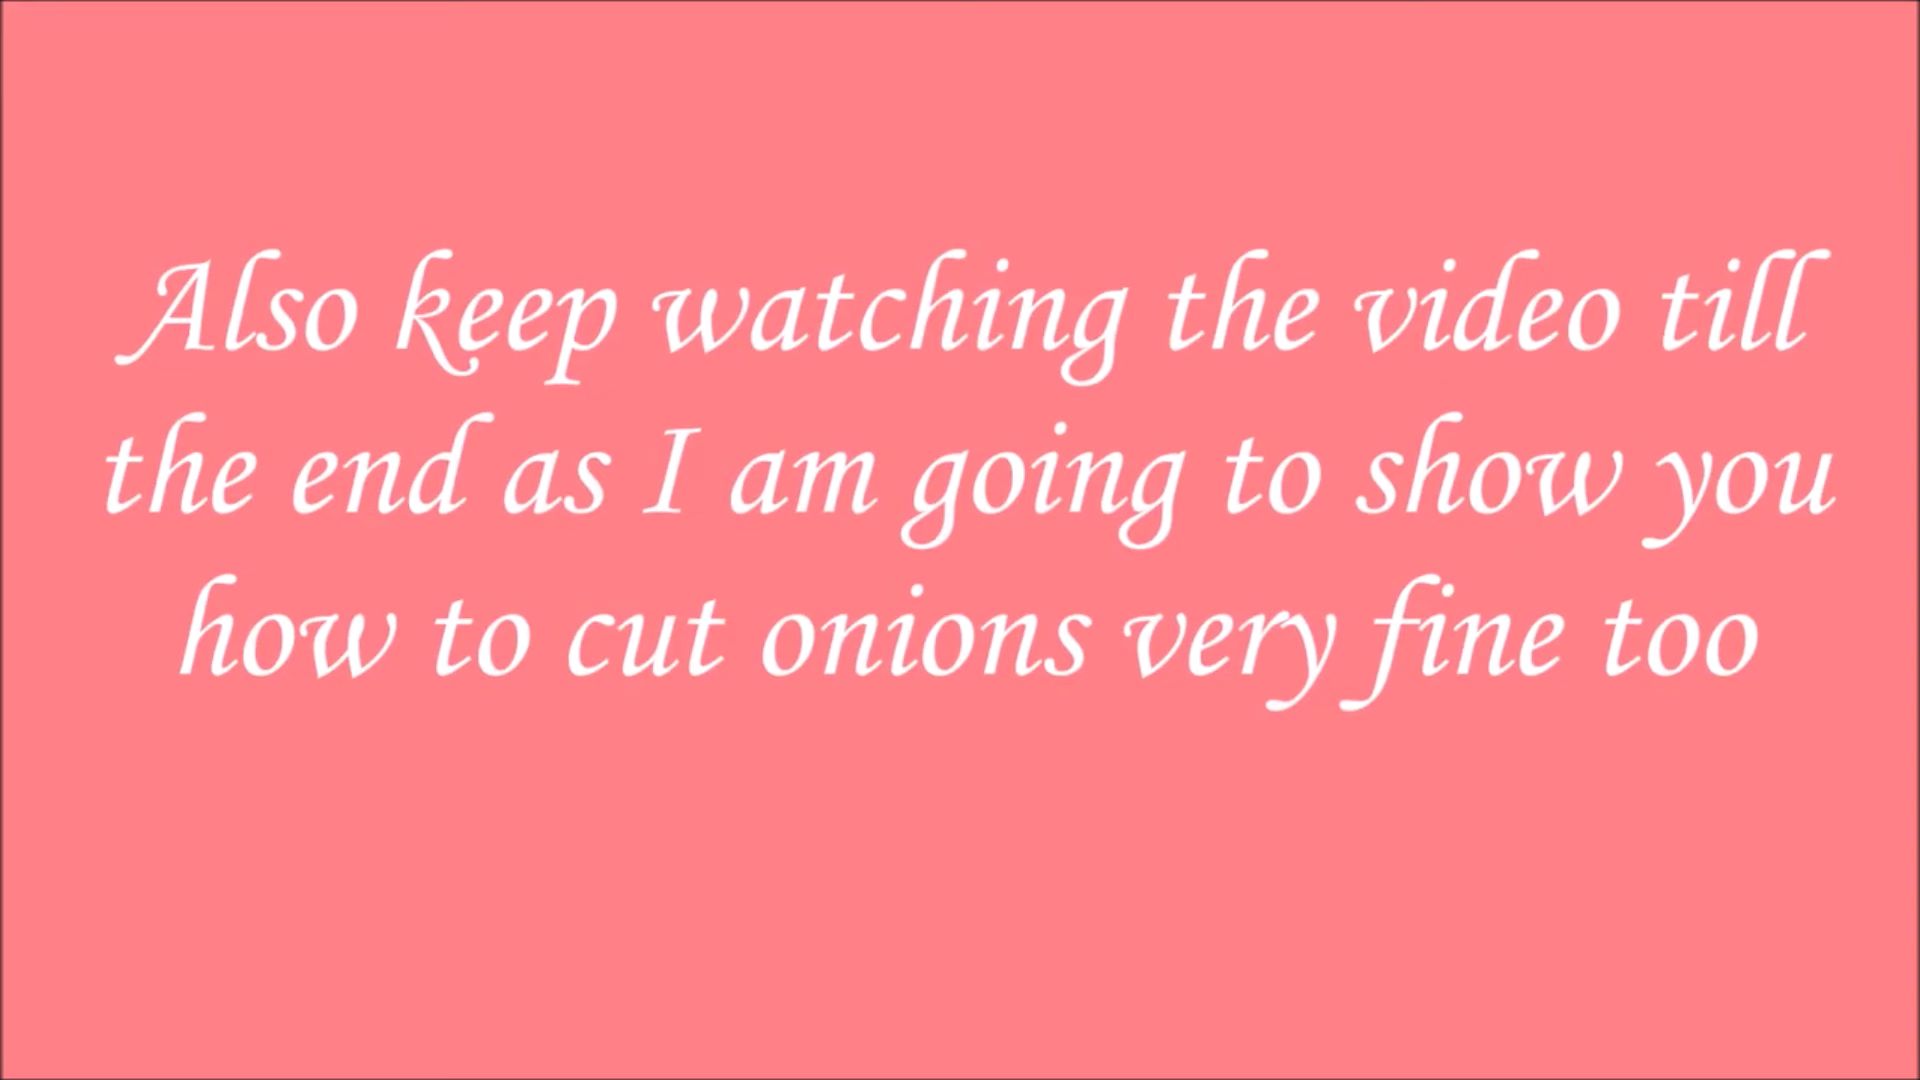 Also keep watching the video till
the end as I am going to show you
how to cut onions very fine too